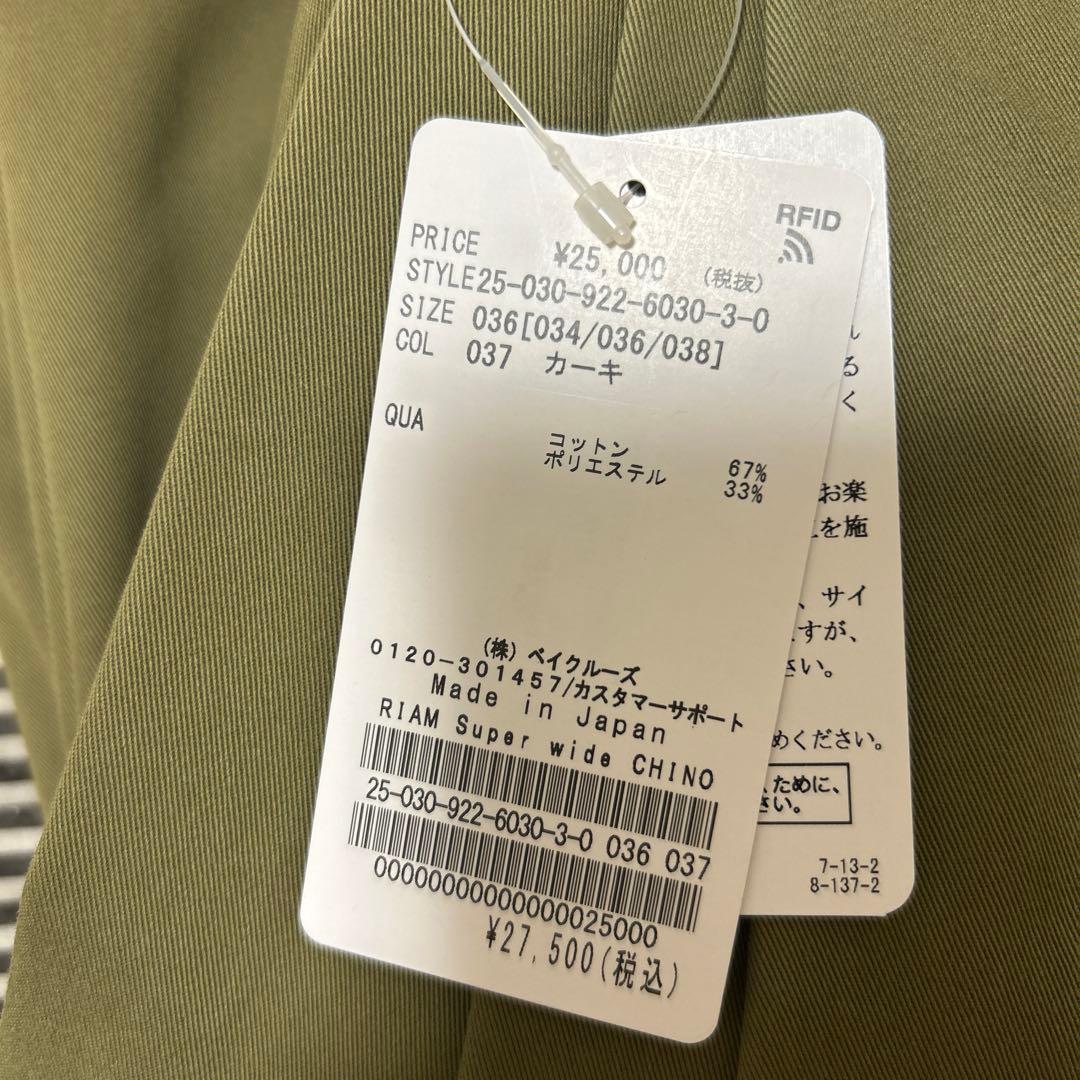 RFID
PRICE ¥25,000 (税抜)
STYLE 25-030-922-6030-3-0
SIZE 036[034/036/038]
COL 037 カーキ
QUA
コットン 67%
ポリエステル 33%
(株) ベイクルーズ
0120-301457/カスタマーサポート
Made in Japan
RIAM Super wide CHINO
25-030-922-6030-3-0 036 037
0000000000000025000
¥27,500(税込)
る
く
お楽
を施
、サイ
ますが、
さい。
めください。
ために、
さい。
7-13-2
8-137-2